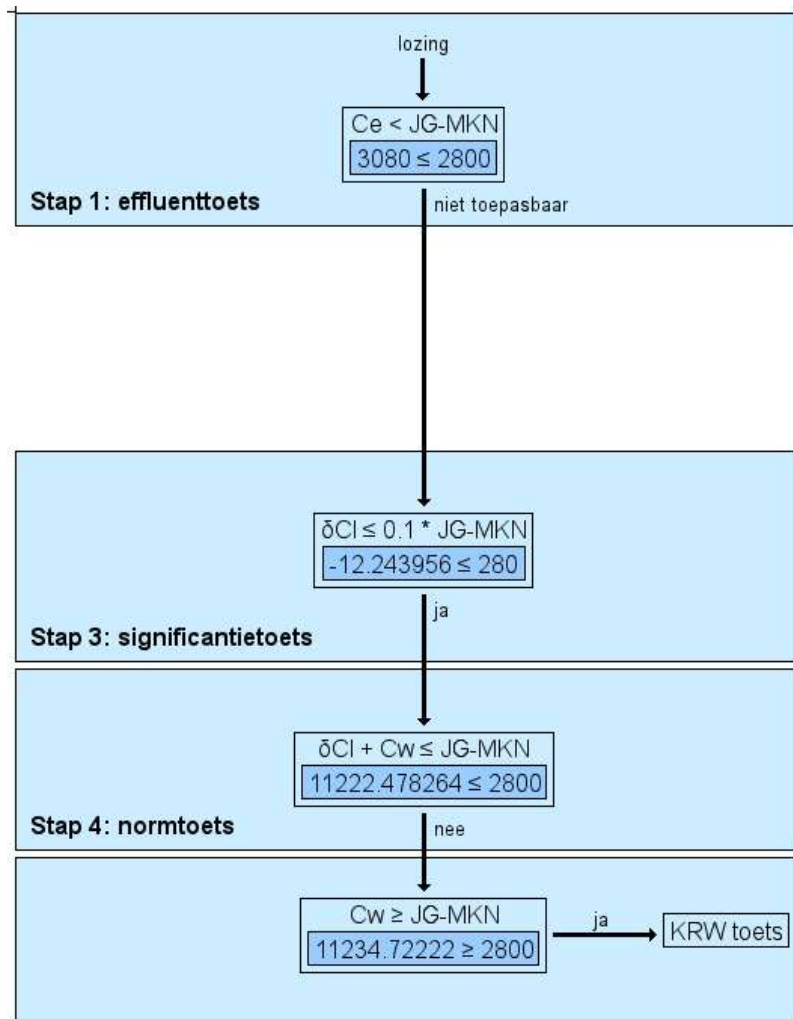 lozing
Ce < JG-MKN
3080 ≤ 2800
Stap 1: effluenttoets
niet toepasbaar
δCl ≤ 0.1 * JG-MKN
-12.243956 ≤ 280
ja
Stap 3: significantietoets
δCl + Cw ≤ JG-MKN
11222.478264 ≤ 2800
Stap 4: normtoets
nee
Cw ≥ JG-MKN
11234.72222 ≥ 2800
ja
KRW toets